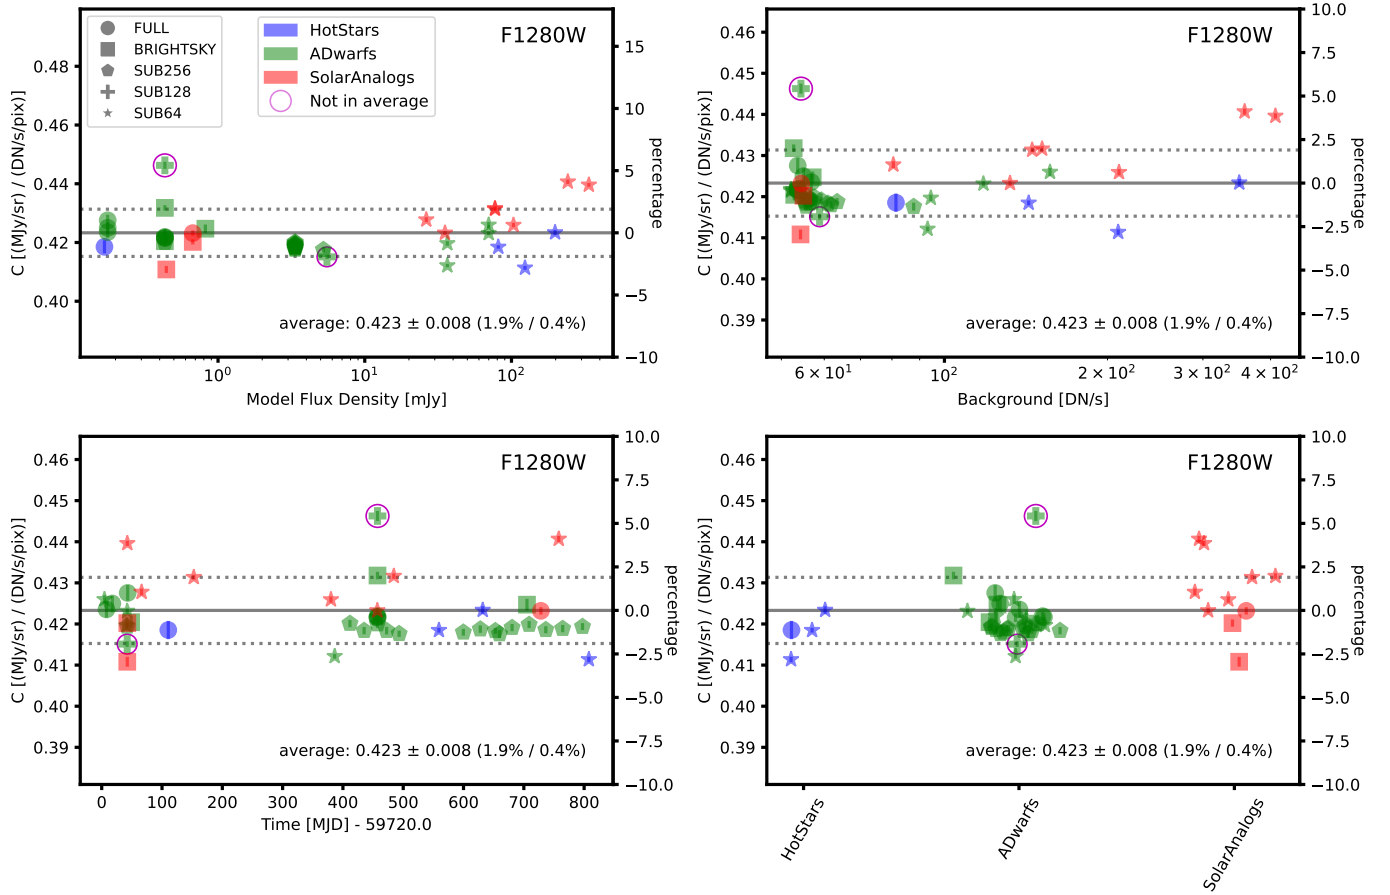 F1280W
FULL
BRIGHTSKY
SUB256
SUB128
SUB64
HotStars
ADwarfs
SolarAnalogs
Not in average
0.48
0.46
0.44
0.42
0.40
C [(MJy/sr) / (DN/s/pix)]
15
10
5
0
−5
−10
percentage
average: 0.423 ± 0.008 (1.9% / 0.4%)
10⁰
10¹
10²
Model Flux Density [mJy]
F1280W
0.46
0.45
0.44
0.43
0.42
0.41
0.40
0.39
C [(MJy/sr) / (DN/s/pix)]
10.0
7.5
5.0
2.5
0.0
−2.5
−5.0
−7.5
−10.0
percentage
average: 0.423 ± 0.008 (1.9% / 0.4%)
6 × 10¹
10²
2 × 10²
3 × 10²
4 × 10²
Background [DN/s]
F1280W
0.46
0.45
0.44
0.43
0.42
0.41
0.40
0.39
C [(MJy/sr) / (DN/s/pix)]
10.0
7.5
5.0
2.5
0.0
−2.5
−5.0
−7.5
−10.0
percentage
average: 0.423 ± 0.008 (1.9% / 0.4%)
0 100 200 300 400 500 600 700 800
Time [MJD] - 59720.0
F1280W
0.46
0.45
0.44
0.43
0.42
0.41
0.40
0.39
C [(MJy/sr) / (DN/s/pix)]
10.0
7.5
5.0
2.5
0.0
−2.5
−5.0
−7.5
−10.0
percentage
average: 0.423 ± 0.008 (1.9% / 0.4%)
HotStars
ADwarfs
SolarAnalogs